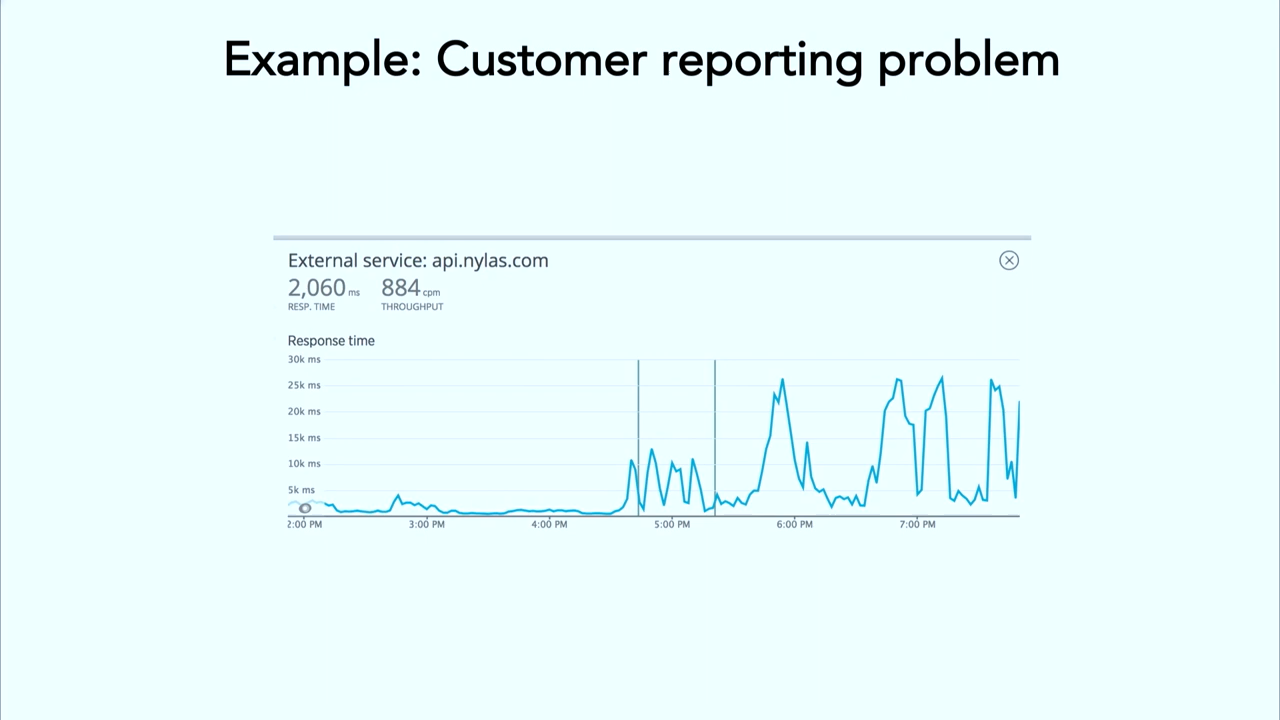 Example: Customer reporting problem
External service: api.nylas.com
2,060 ms 884 cpm
RESP. TIME THROUGHPUT
Response time
30k ms
25k ms
20k ms
15k ms
10k ms
5k ms
2:00 PM 3:00 PM 4:00 PM 5:00 PM 6:00 PM 7:00 PM